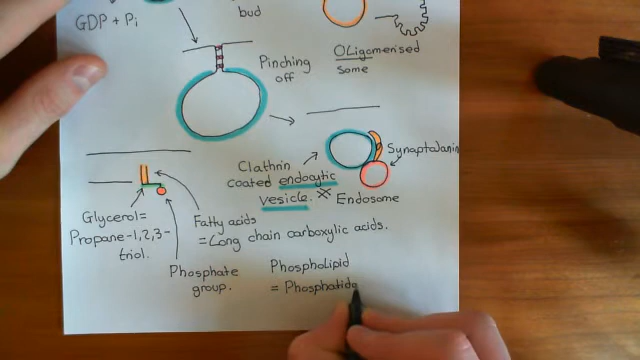 GDP + Pi
bud
OLigomerised
some
Pinching
off
Synaptojanin
Clathrin
coated endocytic
vesicle.
Endosome
Glycerol=
Propane-1,2,3-
triol.
Fatty acids
= Long chain carboxylic acids.
Phosphate
group.
Phospholipid
= Phosphatida